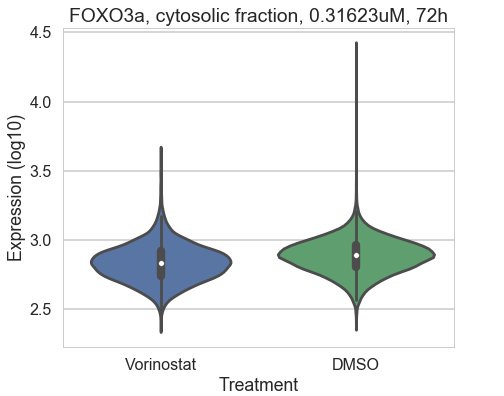 FOXO3a, cytosolic fraction, 0.31623uM, 72h
4.5
4.0
3.5
3.0
2.5
Expression (log10)
Vorinostat
DMSO
Treatment